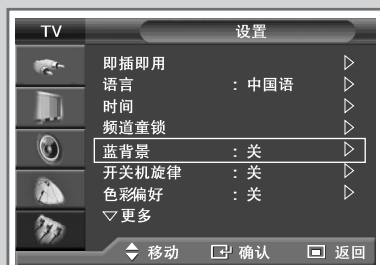 TV 设置
即插即用
语言 : 中国语
时间
频道童锁
蓝背景 : 关
开关机旋律 : 关
色彩偏好 : 关
▽更多
移动 确认 返回